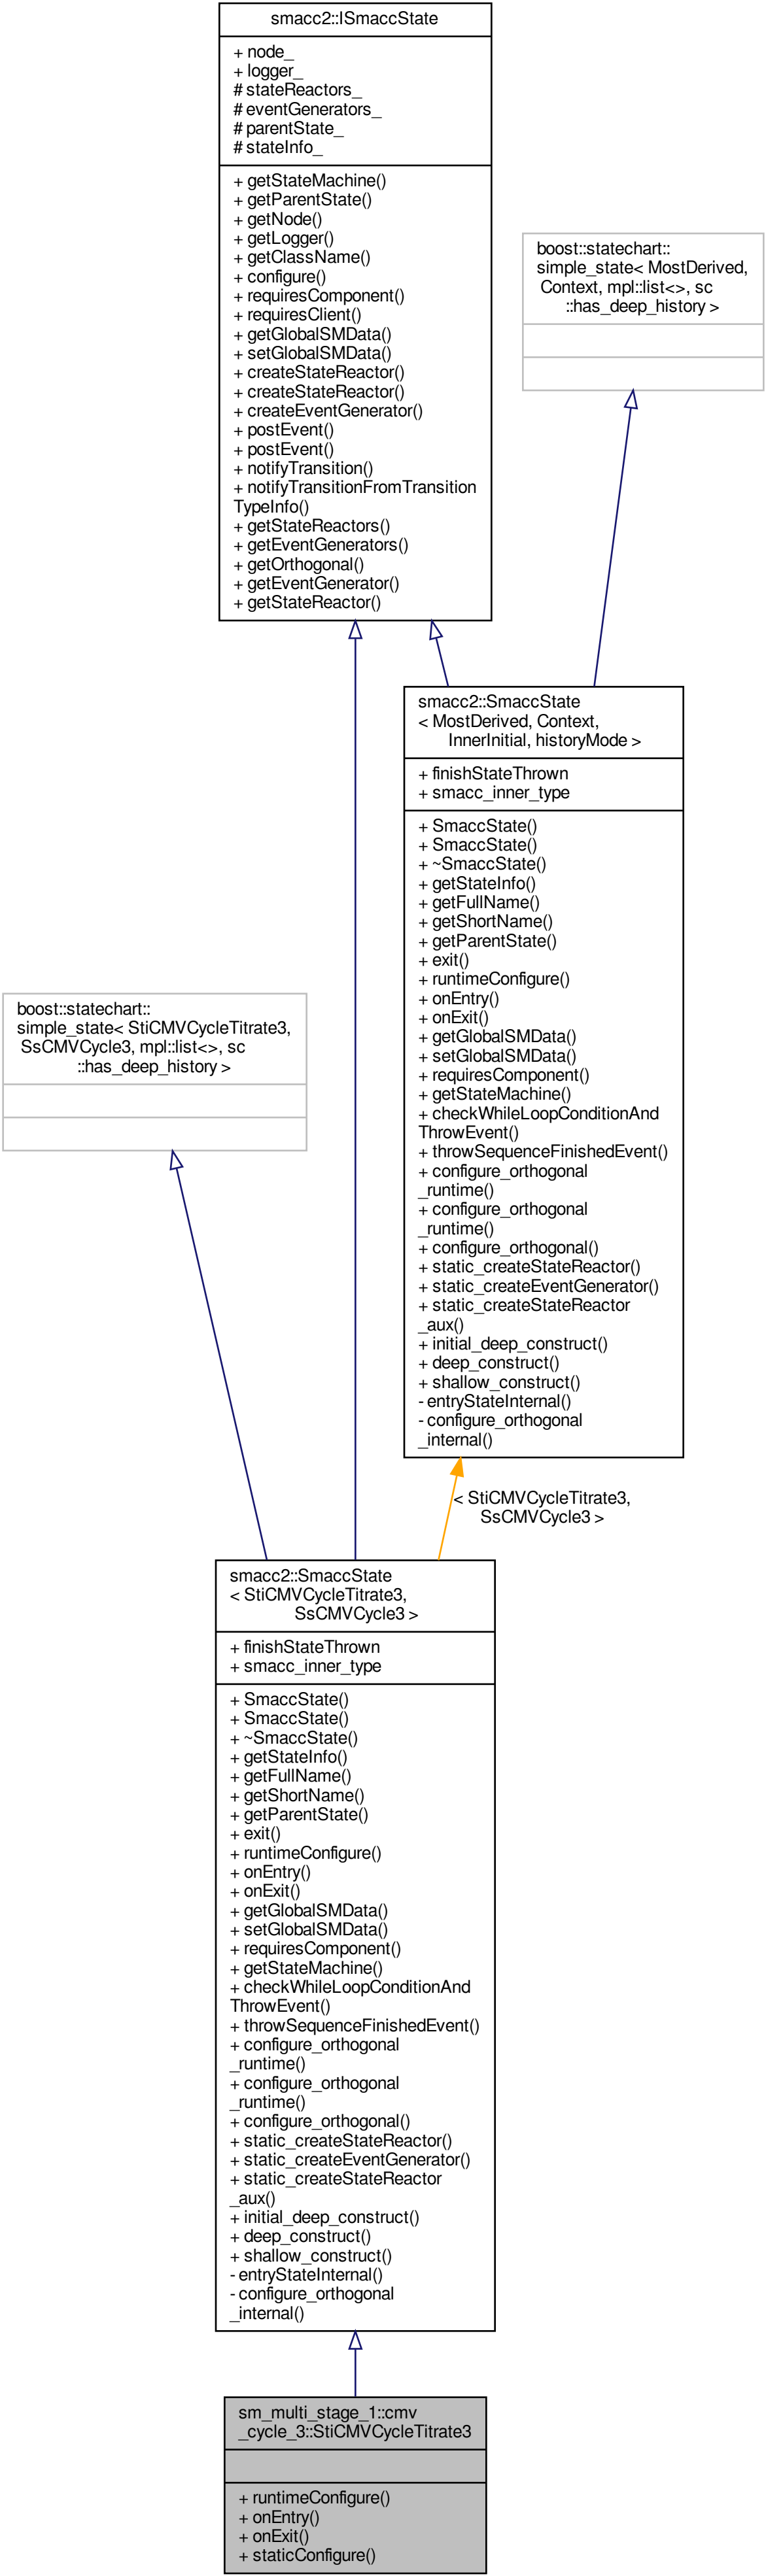 smacc2::ISmaccState
+ node_
+ logger_
# stateReactors_
# eventGenerators_
# parentState_
# stateInfo_
+ getStateMachine()
+ getParentState()
+ getNode()
+ getLogger()
+ getClassName()
+ configure()
+ requiresComponent()
+ requiresClient()
+ getGlobalSMData()
+ setGlobalSMData()
+ createStateReactor()
+ createStateReactor()
+ createEventGenerator()
+ postEvent()
+ postEvent()
+ notifyTransition()
+ notifyTransitionFromTransition
TypeInfo()
+ getStateReactors()
+ getEventGenerators()
+ getOrthogonal()
+ getEventGenerator()
+ getStateReactor()
boost::statechart::
simple_state< MostDerived,
Context, mpl::list<>, sc
::has_deep_history >
smacc2::SmaccState
< MostDerived, Context,
InnerInitial, historyMode >
+ finishStateThrown
+ smacc_inner_type
+ SmaccState()
+ SmaccState()
+ ~SmaccState()
+ getStateInfo()
+ getFullName()
+ getShortName()
+ getParentState()
+ exit()
+ runtimeConfigure()
+ onEntry()
+ onExit()
+ getGlobalSMData()
+ setGlobalSMData()
+ requiresComponent()
+ getStateMachine()
+ checkWhileLoopConditionAnd
ThrowEvent()
+ throwSequenceFinishedEvent()
+ configure_orthogonal
_runtime()
+ configure_orthogonal
_runtime()
+ configure_orthogonal()
+ static_createStateReactor()
+ static_createEventGenerator()
+ static_createStateReactor
_aux()
+ initial_deep_construct()
+ deep_construct()
+ shallow_construct()
- entryStateInternal()
- configure_orthogonal
_internal()
boost::statechart::
simple_state< StiCMVCycleTitrate3,
SsCMVCycle3, mpl::list<>, sc
::has_deep_history >
< StiCMVCycleTitrate3,
SsCMVCycle3 >
smacc2::SmaccState
< StiCMVCycleTitrate3,
SsCMVCycle3 >
+ finishStateThrown
+ smacc_inner_type
+ SmaccState()
+ SmaccState()
+ ~SmaccState()
+ getStateInfo()
+ getFullName()
+ getShortName()
+ getParentState()
+ exit()
+ runtimeConfigure()
+ onEntry()
+ onExit()
+ getGlobalSMData()
+ setGlobalSMData()
+ requiresComponent()
+ getStateMachine()
+ checkWhileLoopConditionAnd
ThrowEvent()
+ throwSequenceFinishedEvent()
+ configure_orthogonal
_runtime()
+ configure_orthogonal
_runtime()
+ configure_orthogonal()
+ static_createStateReactor()
+ static_createEventGenerator()
+ static_createStateReactor
_aux()
+ initial_deep_construct()
+ deep_construct()
+ shallow_construct()
- entryStateInternal()
- configure_orthogonal
_internal()
sm_multi_stage_1::cmv
_cycle_3::StiCMVCycleTitrate3
+ runtimeConfigure()
+ onEntry()
+ onExit()
+ staticConfigure()